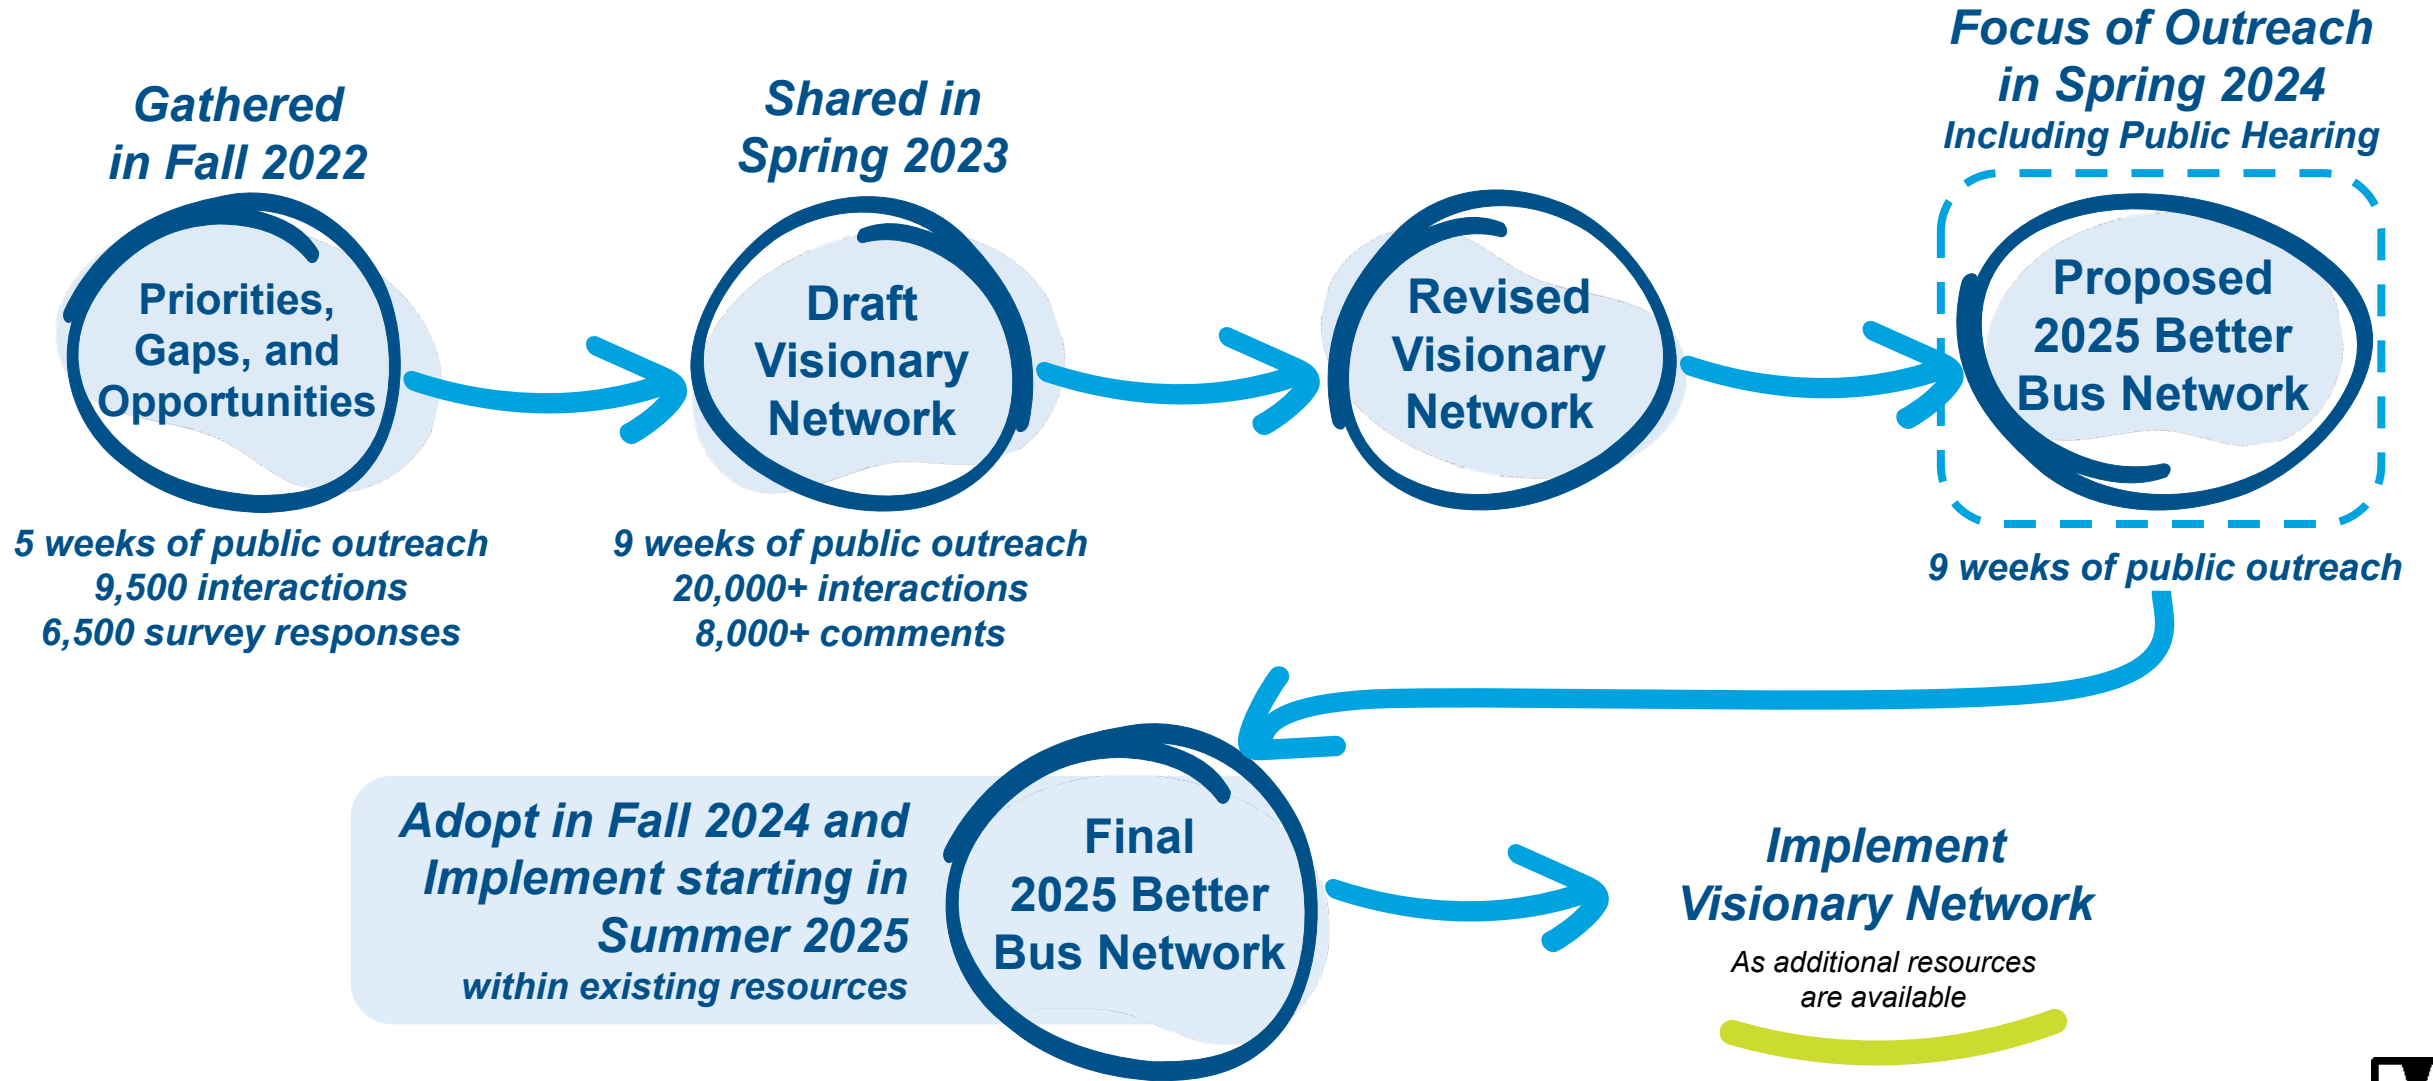 Gathered
in Fall 2022
Priorities,
Gaps, and
Opportunities
5 weeks of public outreach
9,500 interactions
6,500 survey responses
Shared in
Spring 2023
Draft
Visionary
Network
9 weeks of public outreach
20,000+ interactions
8,000+ comments
Revised
Visionary
Network
Focus of Outreach
in Spring 2024
Including Public Hearing
Proposed
2025 Better
Bus Network
9 weeks of public outreach
Adopt in Fall 2024 and
Implement starting in
Summer 2025
within existing resources
Final
2025 Better
Bus Network
Implement
Visionary Network
As additional resources
are available